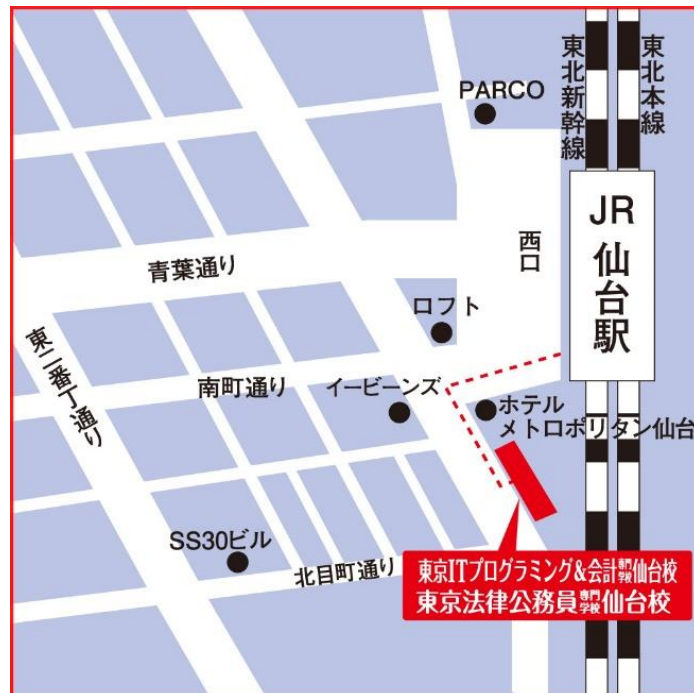 東北新幹線
東北本線
PARCO
JR
仙台駅
西口
青葉通り
ロフト
東二番丁通り
南町通り
イービーンズ
ホテル
メトロポリタン仙台
SS30ビル
北目町通り
東京ITプログラミング&会計専門学校仙台校
東京法律公務員専門学校仙台校